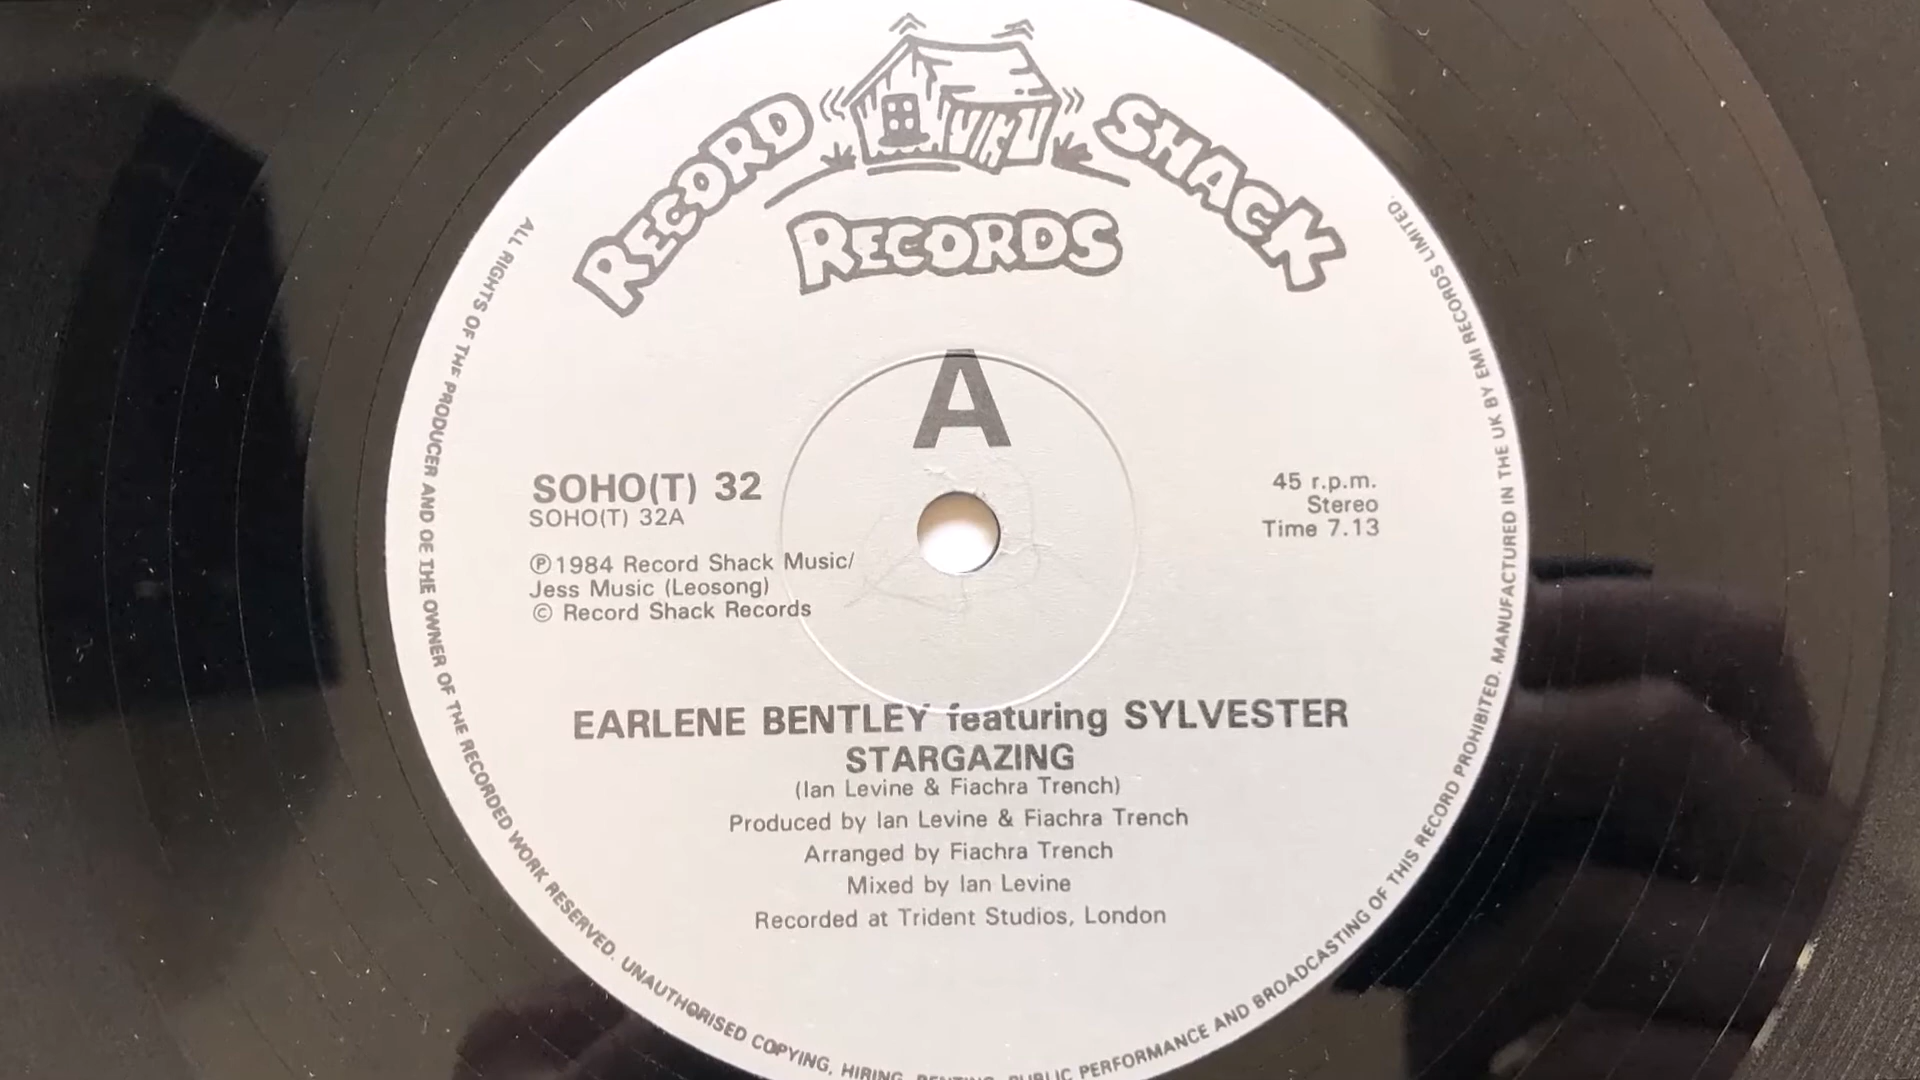 RECORD SHACK
RECORDS
A
SOHO(T) 32
SOHO(T) 32A
℗1984 Record Shack Music/
Jess Music (Leosong)
© Record Shack Records
45 r.p.m.
Stereo
Time 7.13
EARLENE BENTLEY featuring SYLVESTER
STARGAZING
(Ian Levine & Fiachra Trench)
Produced by Ian Levine & Fiachra Trench
Arranged by Fiachra Trench
Mixed by Ian Levine
Recorded at Trident Studios, London
ALL RIGHTS OF THE PRODUCER AND OF THE OWNER OF THE RECORDED WORK RESERVED. UNAUTHORISED COPYING, HIRING, PUBLIC PERFORMANCE AND BROADCASTING OF THIS RECORD PROHIBITED. MANUFACTURED IN THE UK BY EMI RECORDS LIMITED.